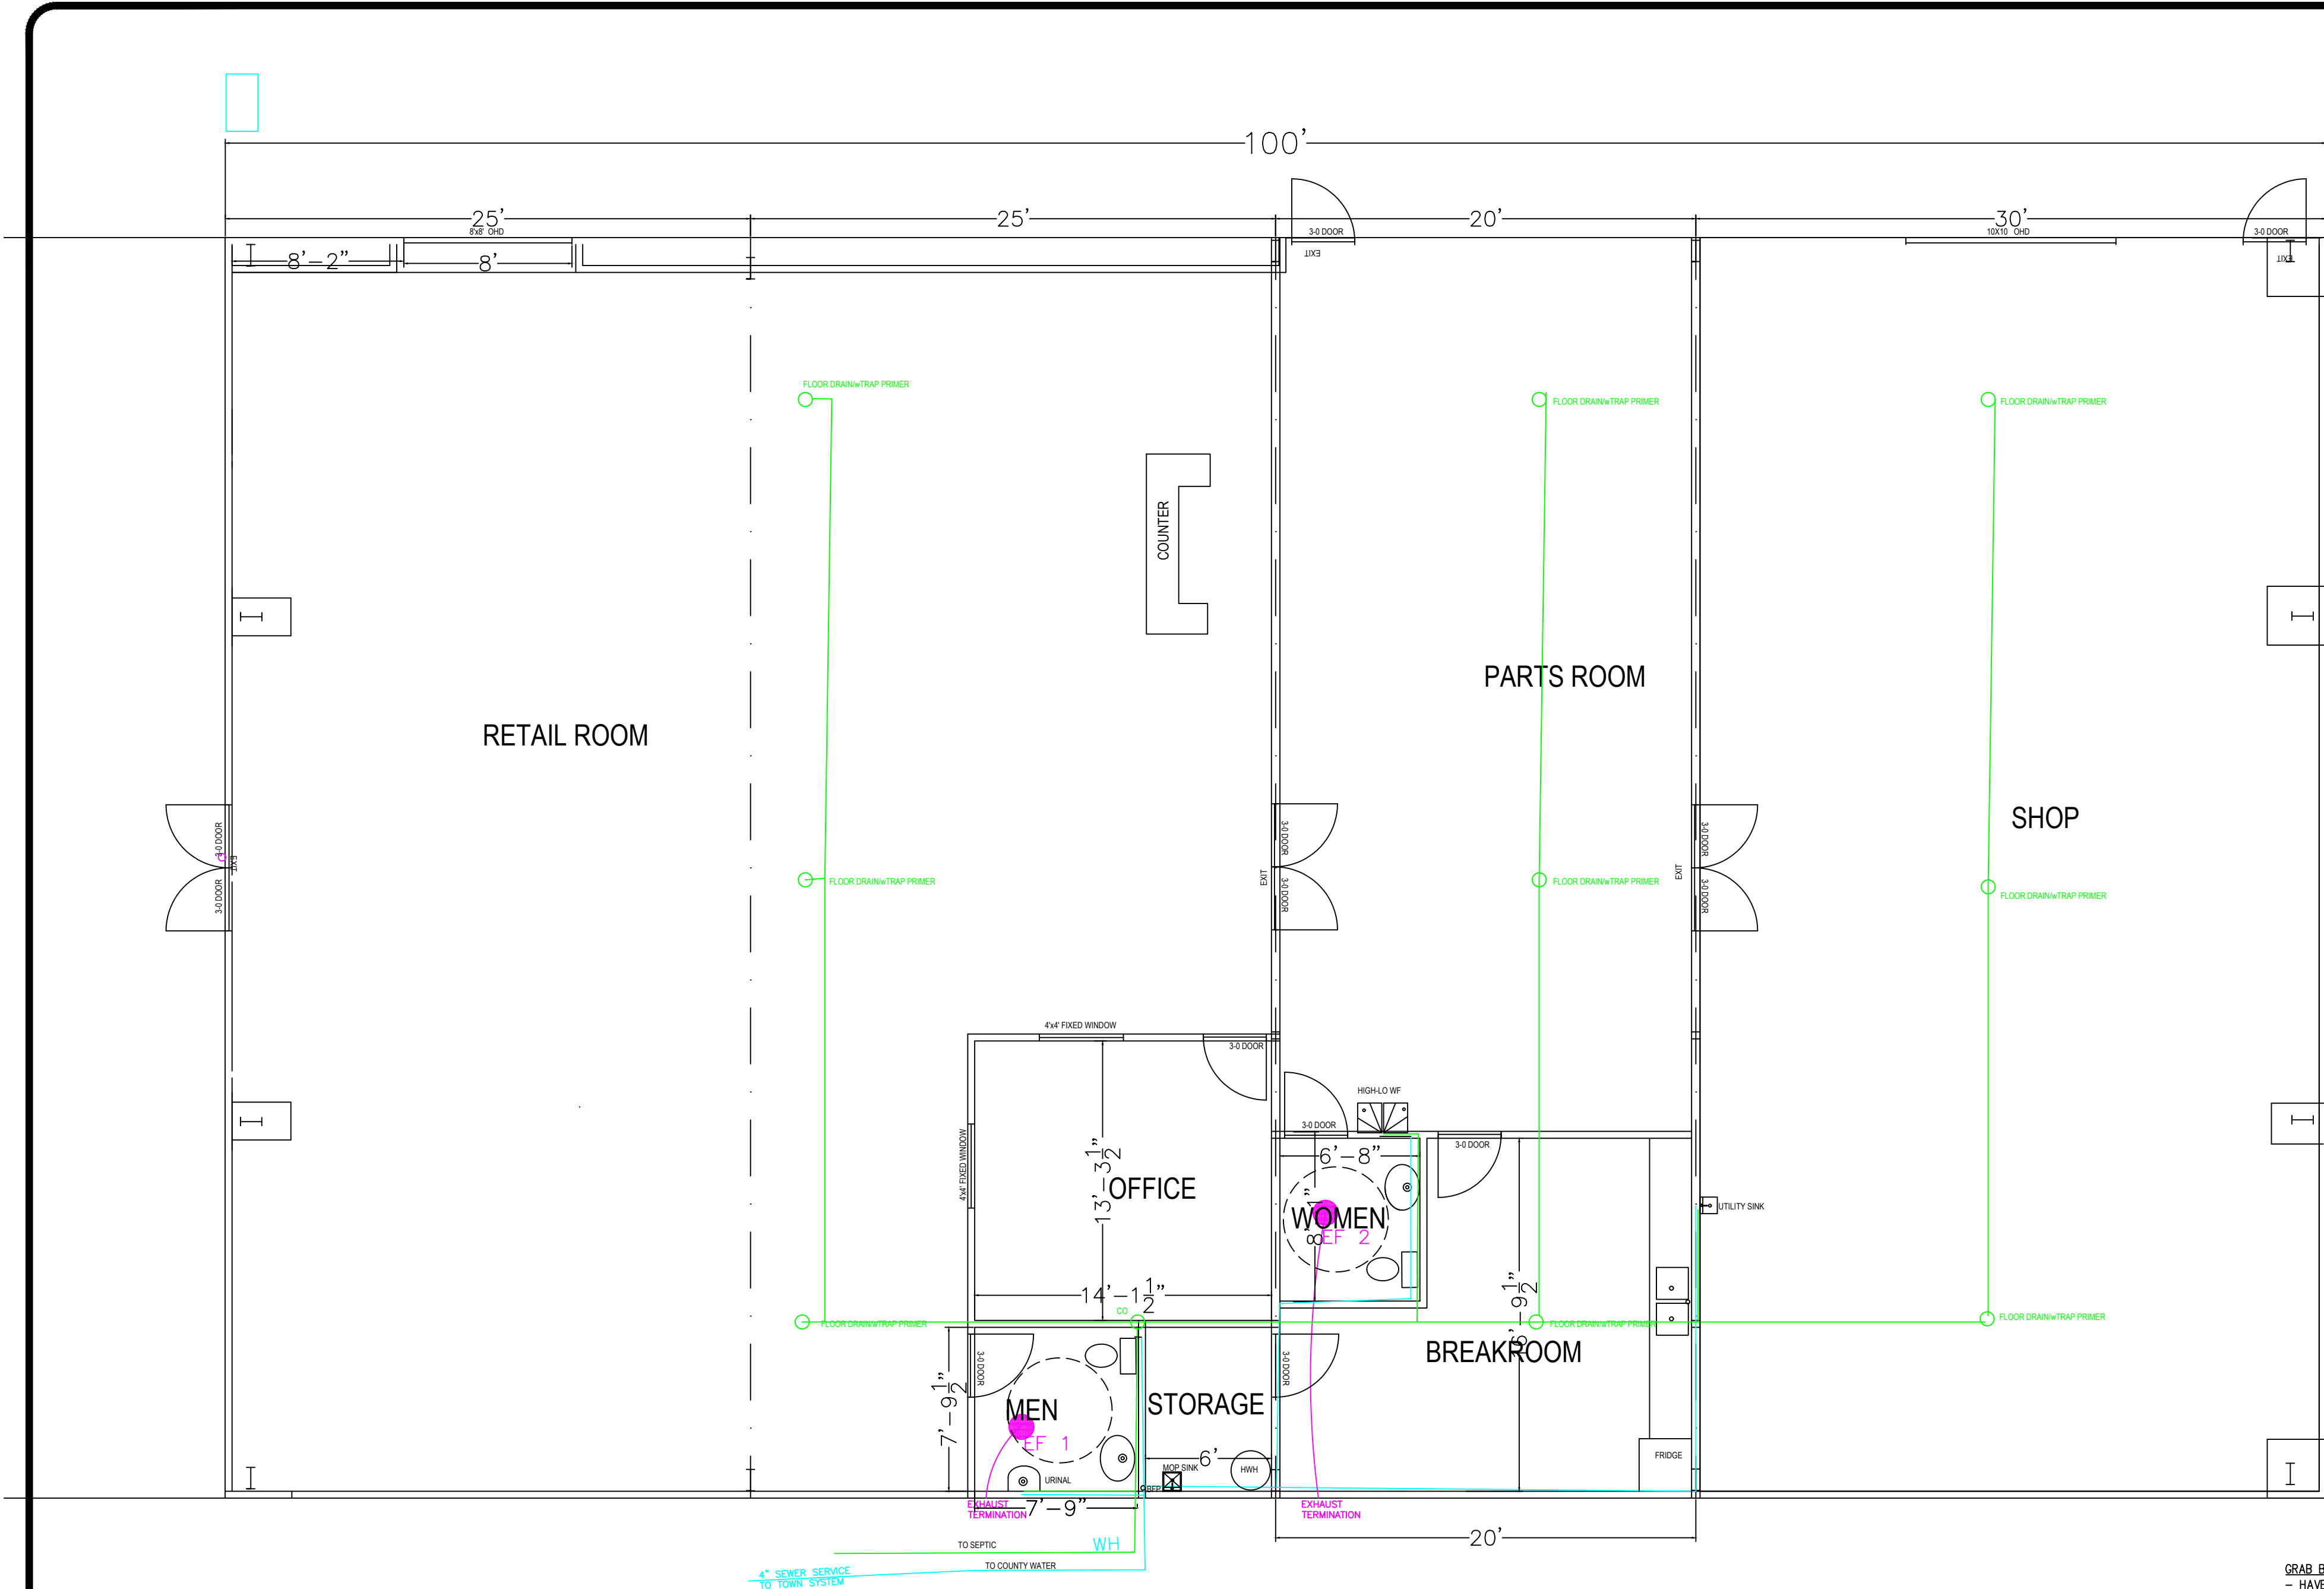 100'
25'
25'
20'
30'
8'x8' OHD
3-0 DOOR
10X10 OHD
3-0 DOOR
8'-2"
8'
EXIT
EXIT
FLOOR DRAIN/wTRAP PRIMER
FLOOR DRAIN/wTRAP PRIMER
FLOOR DRAIN/wTRAP PRIMER
COUNTER
PARTS ROOM
RETAIL ROOM
SHOP
3-0 DOOR
3-0 DOOR
EXIT
3-0 DOOR
3-0 DOOR
EXIT
3-0 DOOR
3-0 DOOR
EXIT
FLOOR DRAIN/wTRAP PRIMER
FLOOR DRAIN/wTRAP PRIMER
FLOOR DRAIN/wTRAP PRIMER
4'x4' FIXED WINDOW
3-0 DOOR
HIGH-LO WF
3-0 DOOR
3-0 DOOR
4'x4' FIXED WINDOW
13'-3 1/2"
6'-8"
OFFICE
WOMEN
EF 2
UTILITY SINK
14'-1 1/2"
CO
FLOOR DRAIN/wTRAP PRIMER
FLOOR DRAIN/wTRAP PRIMER
FLOOR DRAIN/wTRAP PRIMER
BREAKROOM
3-0 DOOR
3-0 DOOR
7'-9 1/2"
MEN
STORAGE
EF 1
6'
FRIDGE
URINAL
MOP SINK
HWH
BFP
EXHAUST
TERMINATION
7'-9"
EXHAUST
TERMINATION
20'
TO SEPTIC
WH
TO COUNTY WATER
4" SEWER SERVICE
TO TOWN SYSTEM
GRAB B
- HAV